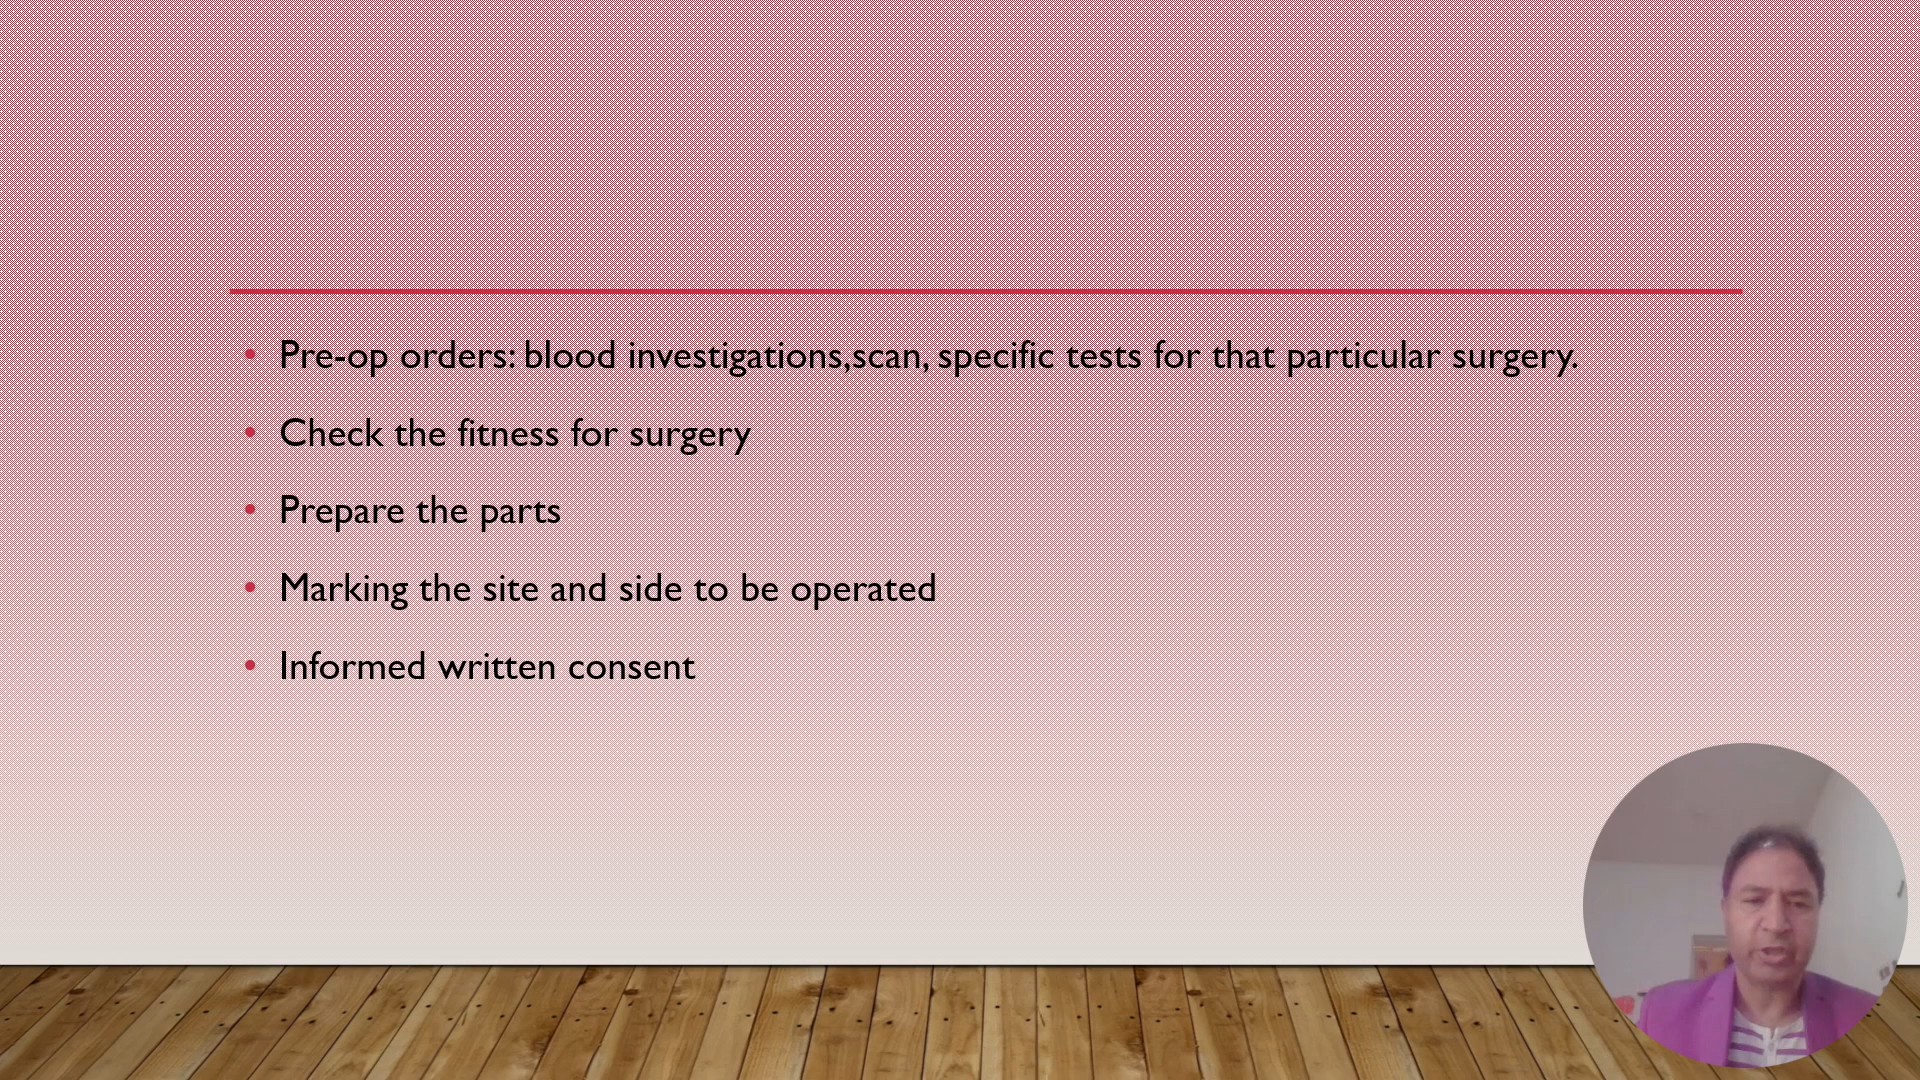 Pre-op orders: blood investigations,scan, specific tests for that particular surgery.
Check the fitness for surgery
Prepare the parts
Marking the site and side to be operated
Informed written consent